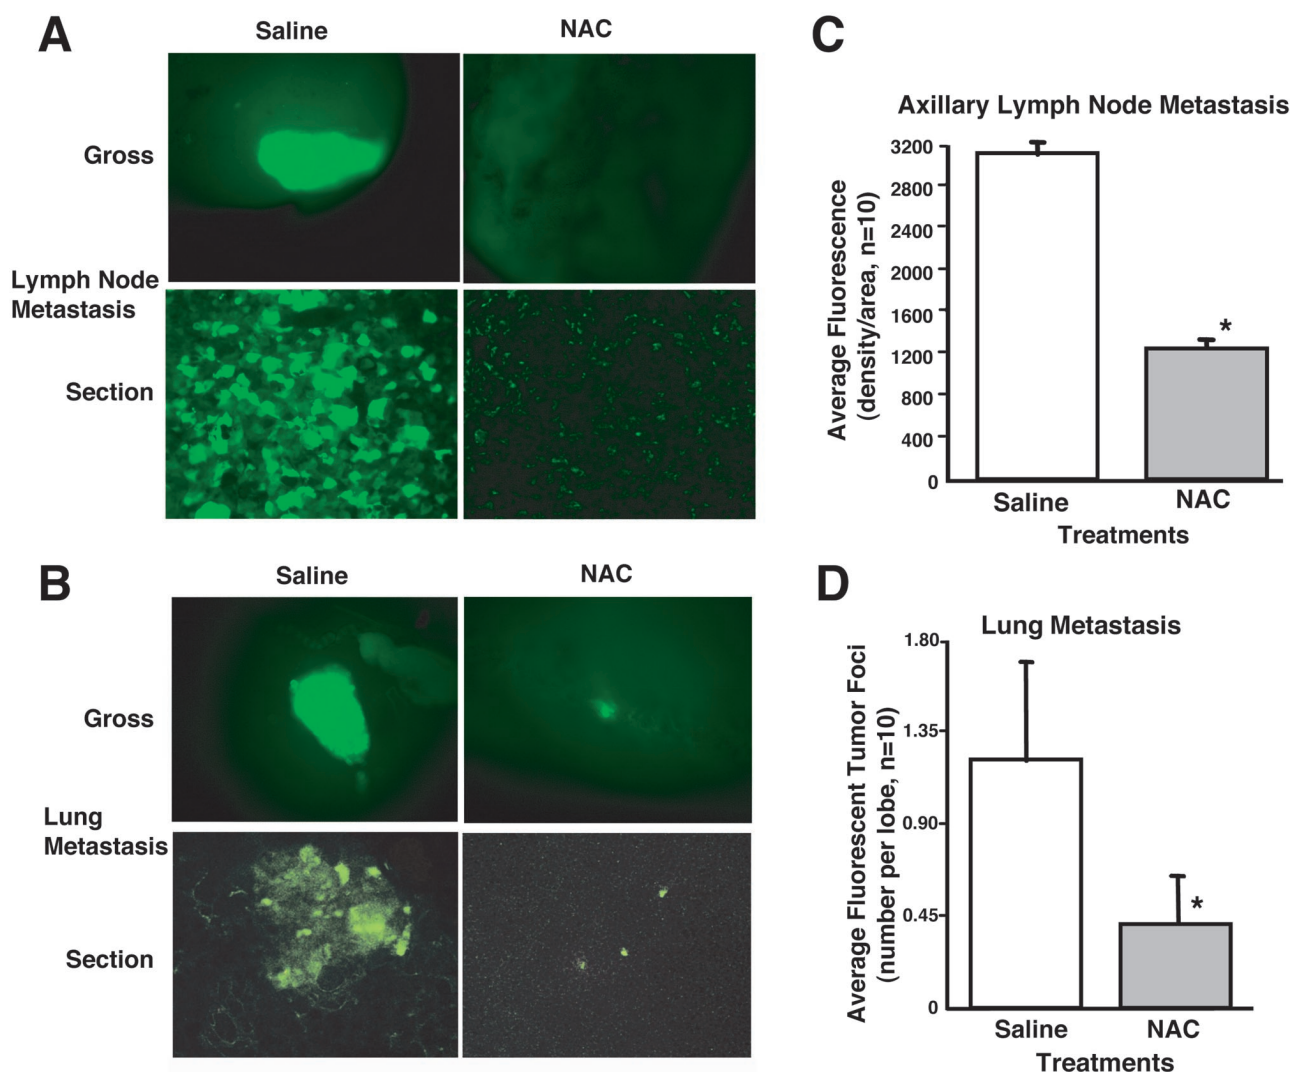 A
Saline
NAC
Gross
Lymph Node
Metastasis
Section
B
Saline
NAC
Gross
Lung
Metastasis
Section
C
Axillary Lymph Node Metastasis
Average Fluorescence
(density/area, n=10)
3200
2800
2400
2000
1600
1200
800
400
0
*
Saline
NAC
Treatments
D
Lung Metastasis
Average Fluorescent Tumor Foci
(number per lobe, n=10)
1.80
1.35
0.90
0.45
0
*
Saline
NAC
Treatments